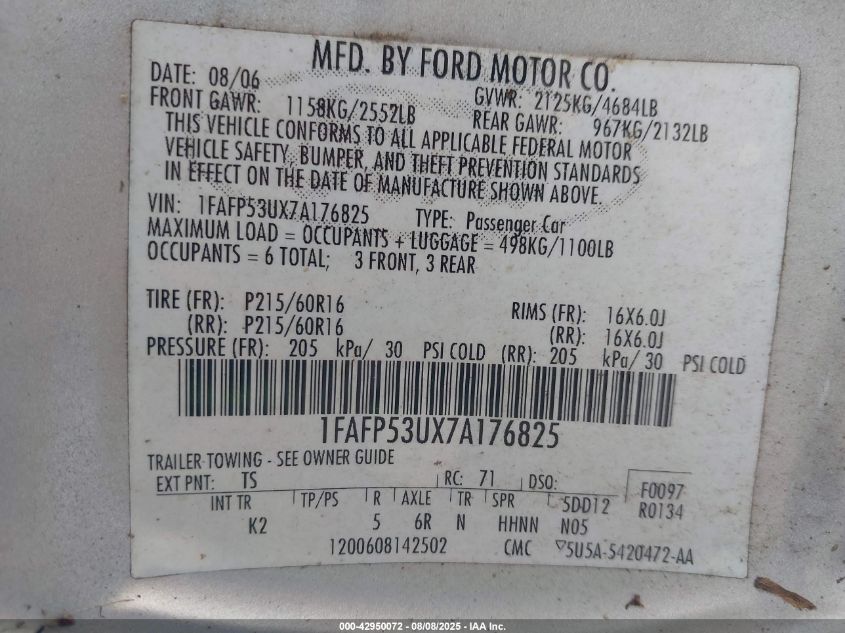 MFD. BY FORD MOTOR CO.
DATE: 08/06 GVWR: 2125KG/4684LB
FRONT GAWR: 1158KG/2552LB REAR GAWR: 967KG/2132LB
THIS VEHICLE CONFORMS TO ALL APPLICABLE FEDERAL MOTOR
VEHICLE SAFETY, BUMPER, AND THEFT PREVENTION STANDARDS
IN EFFECT ON THE DATE OF MANUFACTURE SHOWN ABOVE.
VIN: 1FAFP53UX7A176825 TYPE: Passenger Car
MAXIMUM LOAD = OCCUPANTS + LUGGAGE = 498KG/1100LB
OCCUPANTS = 6 TOTAL; 3 FRONT, 3 REAR
TIRE (FR): P215/60R16 RIMS (FR): 16X6.0J
(RR): P215/60R16 (RR): 16X6.0J
PRESSURE (FR): 205 kPa/ 30 PSI COLD (RR): 205 kPa/ 30 PSI COLD
1FAFP53UX7A176825
TRAILER TOWING - SEE OWNER GUIDE
EXT PNT: TS RC: 71 DSO: F0097
INT TR TP/PS R AXLE TR SPR 5DD12 R0134
K2 5 6R N HHNN N05
1200608142502 CMC ▽5U5A-5420472-AA
000-42950072 - 08/08/2025 - IAA Inc.